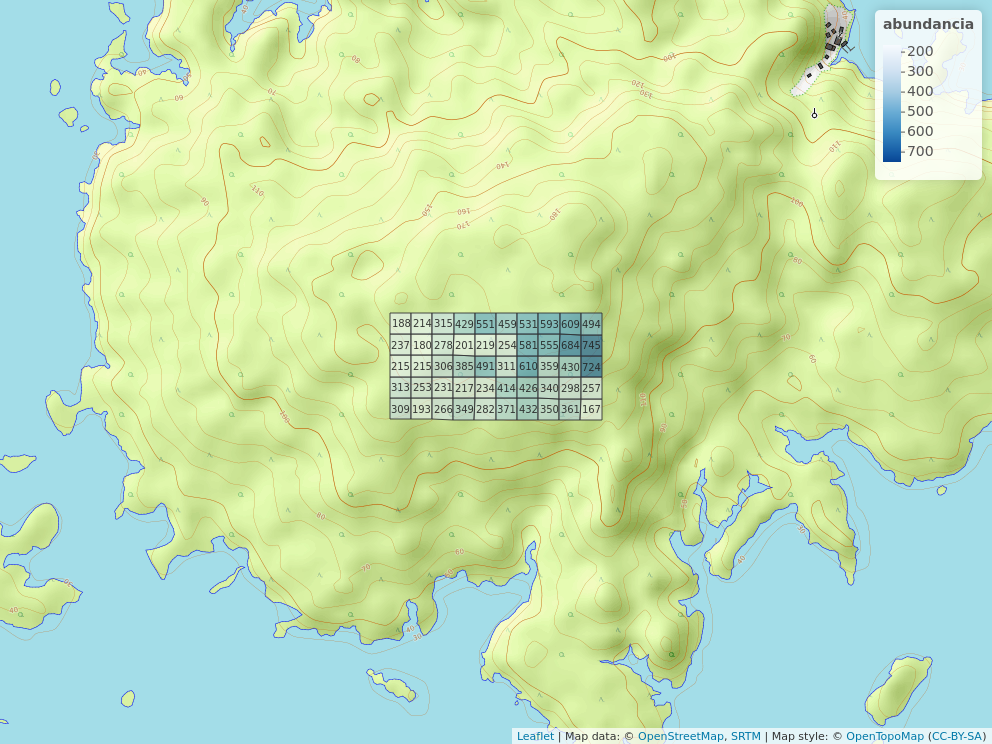 abundancia
200
300
400
500
600
700
188 214 315 429 551 459 531 593 609 494
237 180 278 201 219 254 581 555 684 745
215 215 306 385 491 311 610 359 430 724
313 253 231 217 234 414 426 340 298 257
309 193 266 349 282 371 432 350 361 167
Leaflet | Map data: © OpenStreetMap, SRTM | Map style: © OpenTopoMap (CC-BY-SA)